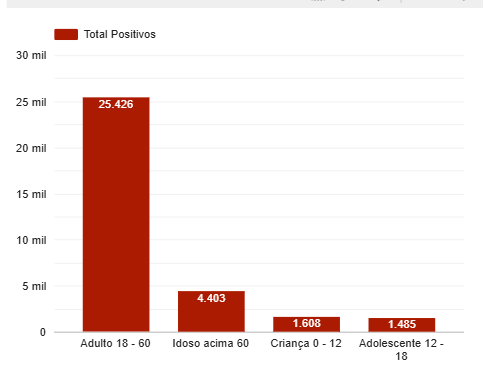 Total Positivos
30 mil
25 mil
20 mil
15 mil
10 mil
5 mil
0
25.426
4.403
1.608
1.485
Adulto 18 - 60
Idoso acima 60
Criança 0 - 12
Adolescente 12 -
18